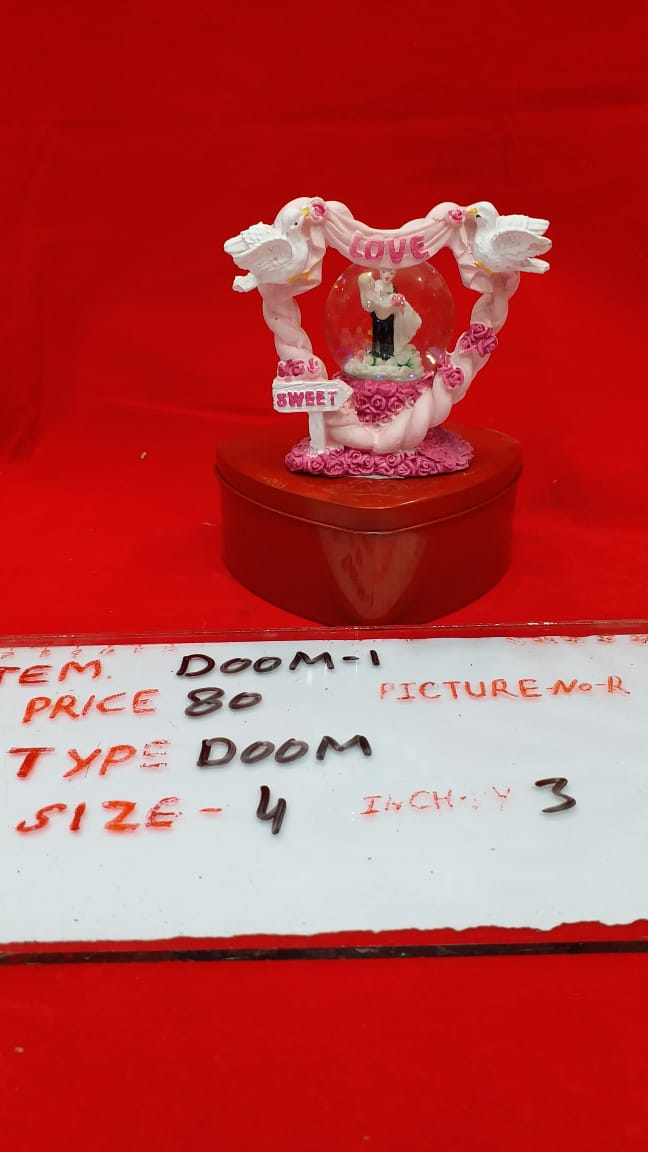 LOVE
SWEET
TEM. DOOM-1
PRICE 80 PICTURE-No-R
TYPE DOOM
SIZE - 4 INCH- Y 3